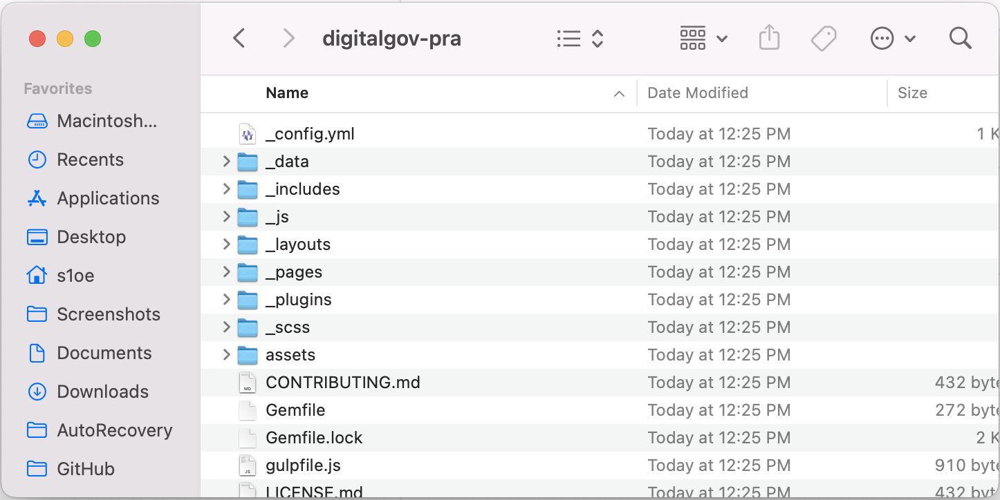 digitalgov-pra
Favorites
Macintosh...
Recents
Applications
Desktop
s1oe
Screenshots
Documents
Downloads
AutoRecovery
GitHub
Name Date Modified Size
_config.yml Today at 12:25 PM 1 K
_data Today at 12:25 PM
_includes Today at 12:25 PM
_js Today at 12:25 PM
_layouts Today at 12:25 PM
_pages Today at 12:25 PM
_plugins Today at 12:25 PM
_scss Today at 12:25 PM
assets Today at 12:25 PM
MD CONTRIBUTING.md Today at 12:25 PM 432 byte
Gemfile Today at 12:25 PM 272 byte
Gemfile.lock Today at 12:25 PM 2 K
JS gulpfile.js Today at 12:25 PM 910 byte
LICENSE.md Today at 12:25 PM 432 byte